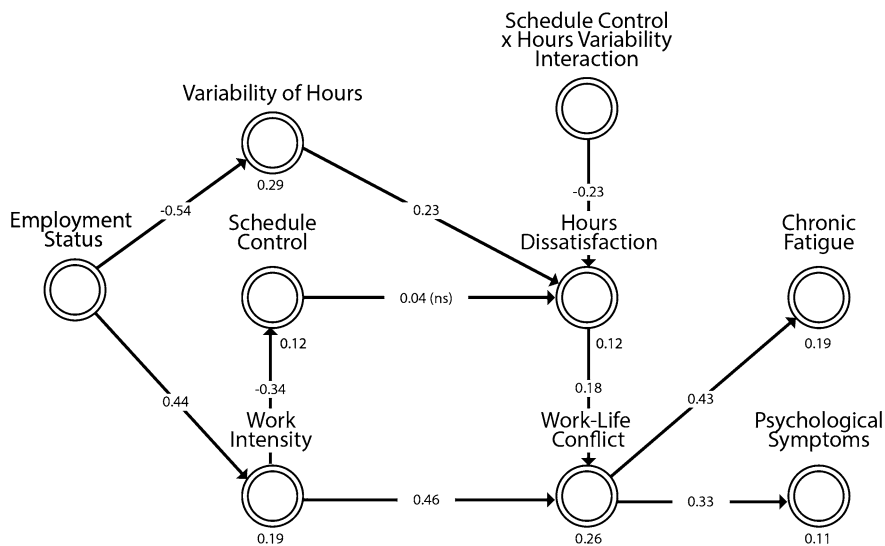 Schedule Control
x Hours Variability
Interaction
Variability of Hours
0.29
-0.54
0.23
-0.23
Employment
Status
Schedule
Control
Hours
Dissatisfaction
Chronic
Fatigue
0.04 (ns)
0.12
0.12
0.19
0.44
-0.34
0.18
0.43
Work
Intensity
Work-Life
Conflict
Psychological
Symptoms
0.46
0.33
0.19
0.26
0.11